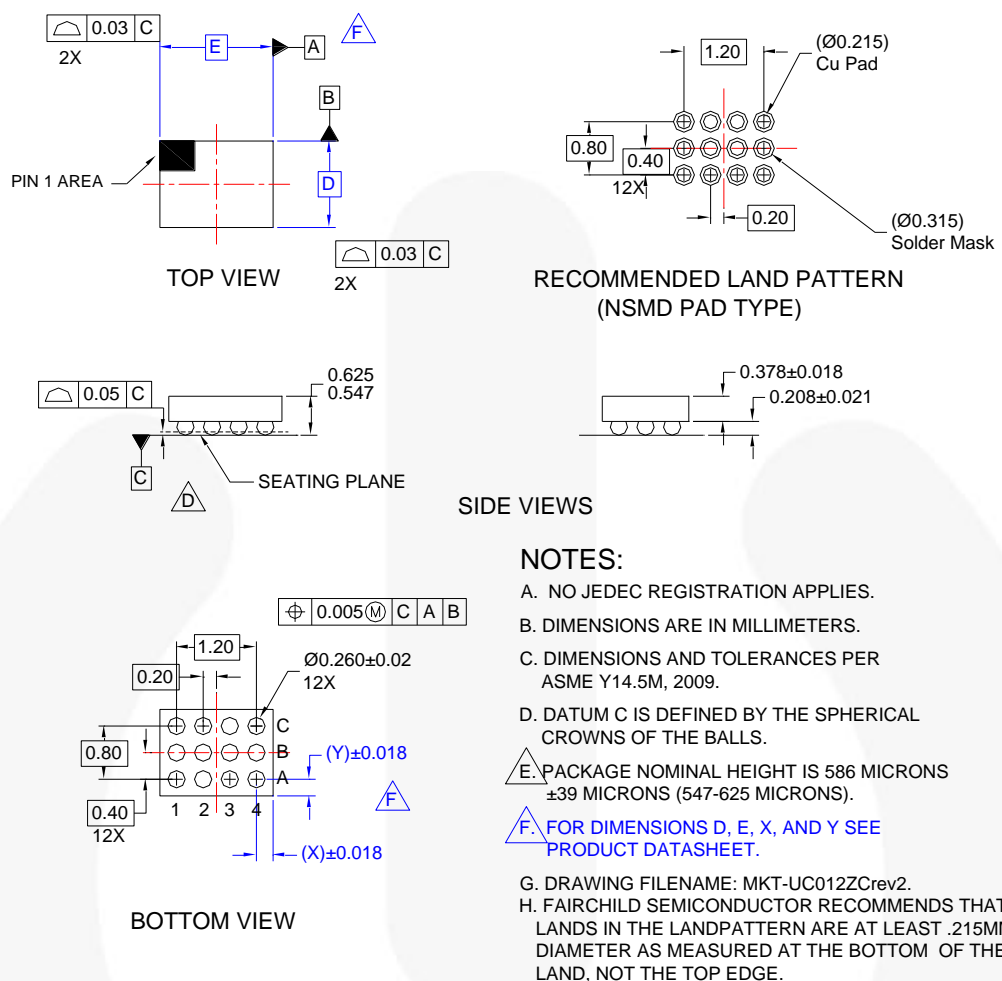 0.03 C
2X
E
A
F
B
PIN 1 AREA
D
0.03 C
2X
TOP VIEW
1.20
(Ø0.215)
Cu Pad
0.80
0.40
12X
0.20
(Ø0.315)
Solder Mask
RECOMMENDED LAND PATTERN
(NSMD PAD TYPE)
0.05 C
0.625
0.547
C
D
SEATING PLANE
0.378±0.018
0.208±0.021
SIDE VIEWS
0.005 Ⓜ C A B
1.20
0.20
Ø0.260±0.02
12X
C
B
A
0.80
0.40
12X
1 2 3 4
(Y)±0.018
F
(X)±0.018
BOTTOM VIEW
NOTES:
A. NO JEDEC REGISTRATION APPLIES.
B. DIMENSIONS ARE IN MILLIMETERS.
C. DIMENSIONS AND TOLERANCES PER
ASME Y14.5M, 2009.
D. DATUM C IS DEFINED BY THE SPHERICAL
CROWNS OF THE BALLS.
E. PACKAGE NOMINAL HEIGHT IS 586 MICRONS
±39 MICRONS (547-625 MICRONS).
F. FOR DIMENSIONS D, E, X, AND Y SEE
PRODUCT DATASHEET.
G. DRAWING FILENAME: MKT-UC012ZCrev2.
H. FAIRCHILD SEMICONDUCTOR RECOMMENDS THAT
LANDS IN THE LANDPATTERN ARE AT LEAST .215M
DIAMETER AS MEASURED AT THE BOTTOM OF THE
LAND, NOT THE TOP EDGE.